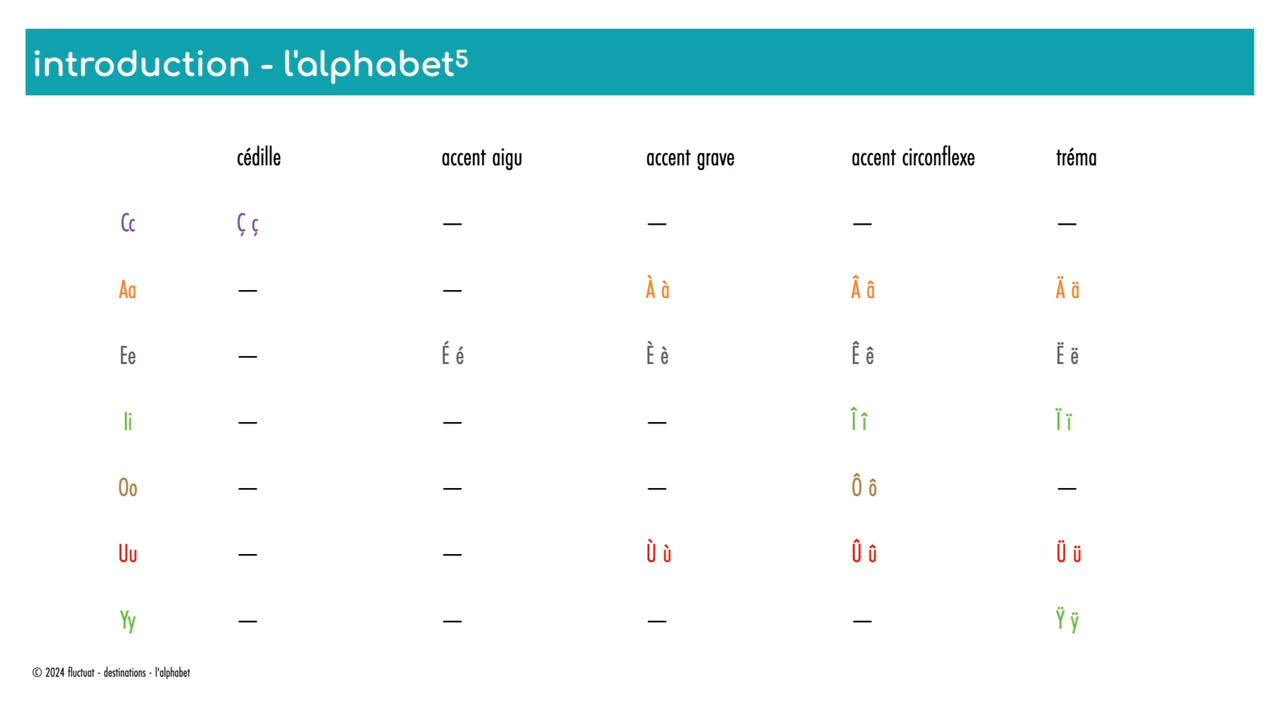 introduction - l'alphabet⁵
cédille accent aigu accent grave accent circonflexe tréma
Cc Ç ç — — — —
Aa — — À à Â â Ä ä
Ee — É é È è Ê ê Ë ë
Ii — — — Î î Ï ï
Oo — — — Ô ô —
Uu — — Ù ù Û û Ü ü
Yy — — — — Ÿ ÿ
© 2024 fluctuat - destinations - l'alphabet